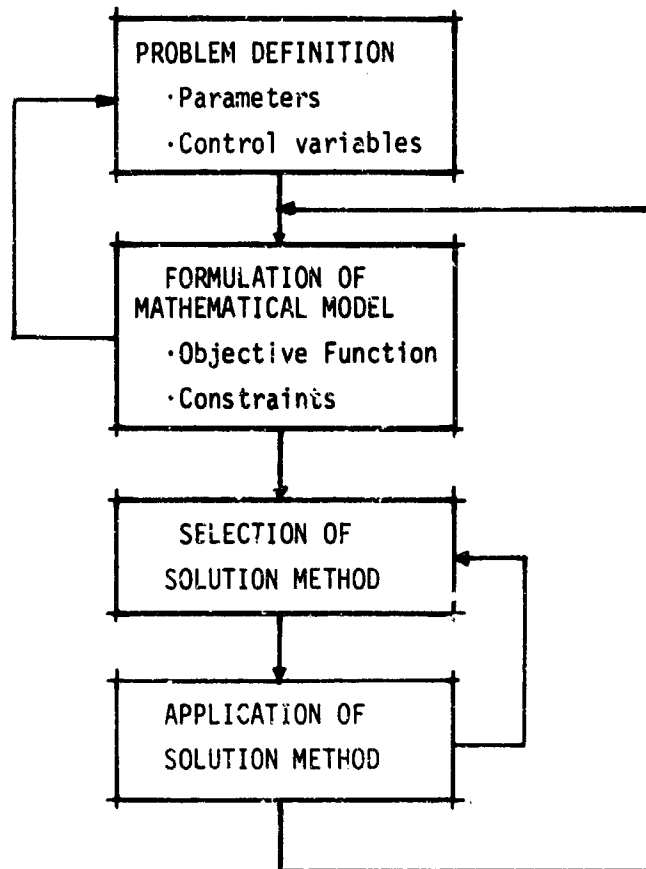 PROBLEM DEFINITION
·Parameters
·Control variables
FORMULATION OF
MATHEMATICAL MODEL
·Objective Function
·Constraints
SELECTION OF
SOLUTION METHOD
APPLICATION OF
SOLUTION METHOD